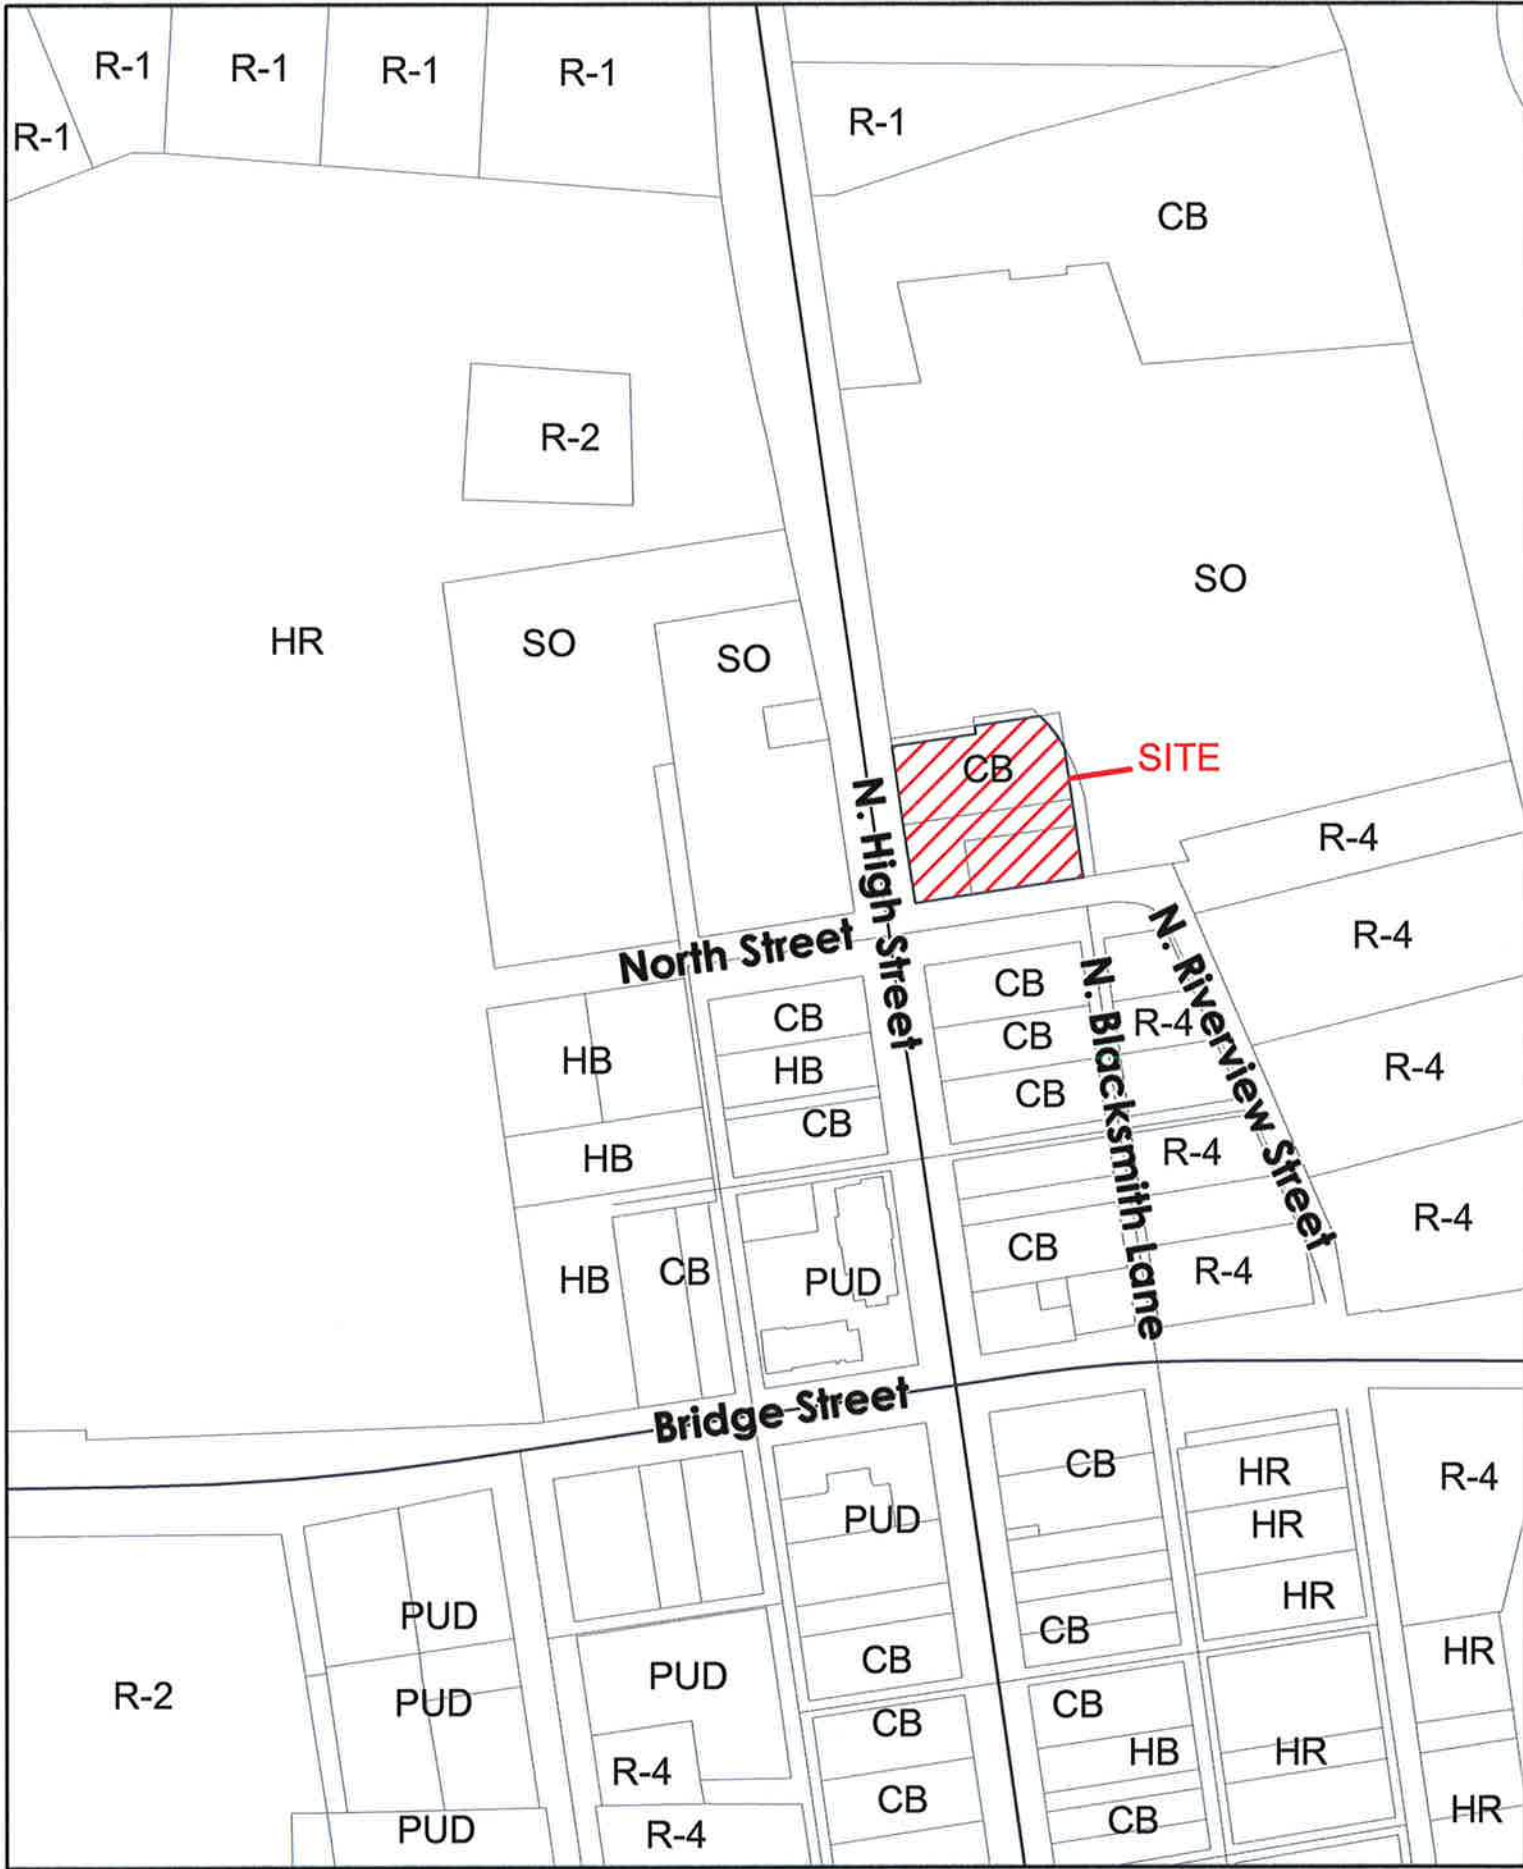 R-1
R-1
R-1
R-1
R-1
R-1
CB
R-2
SO
HR
SO
SO
CB
SITE
N. High Street
R-4
North Street
N. Riverview Street
R-4
CB
CB
N. Blacksmith Lane
R-4
HB
HB
CB
R-4
CB
CB
HB
R-4
CB
R-4
HB
CB
PUD
R-4
Bridge Street
CB
HR
R-4
PUD
HR
HR
PUD
CB
HR
CB
R-2
PUD
PUD
CB
CB
R-4
HB
HR
CB
PUD
R-4
CB
HR